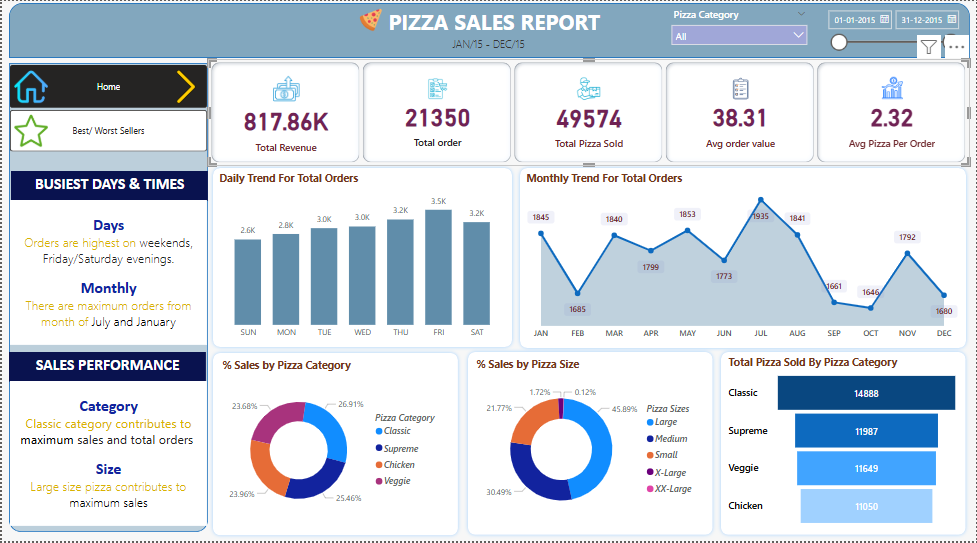 PIZZA SALES REPORT
JAN/15 - DEC/15
Pizza Category
All
01-01-2015
31-12-2015
Home
Best/ Worst Sellers
BUSIEST DAYS & TIMES
Days
Orders are highest on weekends,
Friday/Saturday evenings.
Monthly
There are maximum orders from
month of July and January
SALES PERFORMANCE
Category
Classic category contributes to
maximum sales and total orders
Size
Large size pizza contributes to
maximum sales
817.86K
Total Revenue
21350
Total order
49574
Total Pizza Sold
38.31
Avg order value
2.32
Avg Pizza Per Order
Daily Trend For Total Orders
2.6K
2.8K
3.0K
3.0K
3.2K
3.5K
3.2K
SUN
MON
TUE
WED
THU
FRI
SAT
Monthly Trend For Total Orders
1845
1685
1840
1799
1853
1773
1935
1841
1661
1646
1792
1680
JAN
FEB
MAR
APR
MAY
JUN
JUL
AUG
SEP
OCT
NOV
DEC
% Sales by Pizza Category
23.68%
26.91%
23.96%
25.46%
Pizza Category
Classic
Supreme
Chicken
Veggie
% Sales by Pizza Size
1.72%
0.12%
21.77%
45.89%
30.49%
Pizza Sizes
Large
Medium
Small
X-Large
XX-Large
Total Pizza Sold By Pizza Category
Classic
14888
Supreme
11987
Veggie
11649
Chicken
11050